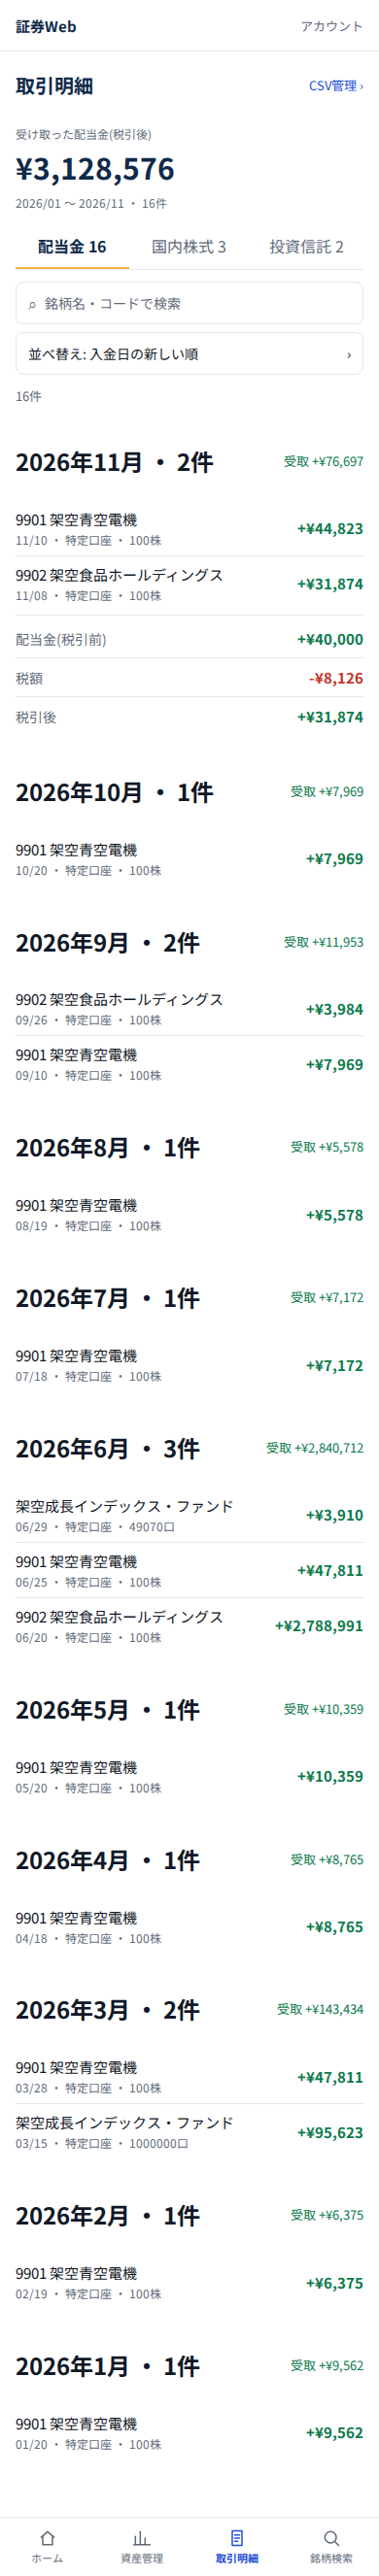 証券Web アカウント
取引明細 CSV管理 ›
受け取った配当金(税引後)
¥3,128,576
2026/01 〜 2026/11 ・ 16件
配当金 16 国内株式 3 投資信託 2
銘柄名・コードで検索
並べ替え: 入金日の新しい順 ›
16件
2026年11月 ・ 2件 受取 +¥76,697
9901 架空青空電機 +¥44,823
11/10 ・ 特定口座 ・ 100株
9902 架空食品ホールディングス +¥31,874
11/08 ・ 特定口座 ・ 100株
配当金(税引前) +¥40,000
税額 -¥8,126
税引後 +¥31,874
2026年10月 ・ 1件 受取 +¥7,969
9901 架空青空電機 +¥7,969
10/20 ・ 特定口座 ・ 100株
2026年9月 ・ 2件 受取 +¥11,953
9902 架空食品ホールディングス +¥3,984
09/26 ・ 特定口座 ・ 100株
9901 架空青空電機 +¥7,969
09/10 ・ 特定口座 ・ 100株
2026年8月 ・ 1件 受取 +¥5,578
9901 架空青空電機 +¥5,578
08/19 ・ 特定口座 ・ 100株
2026年7月 ・ 1件 受取 +¥7,172
9901 架空青空電機 +¥7,172
07/18 ・ 特定口座 ・ 100株
2026年6月 ・ 3件 受取 +¥2,840,712
架空成長インデックス・ファンド +¥3,910
06/29 ・ 特定口座 ・ 49070口
9901 架空青空電機 +¥47,811
06/25 ・ 特定口座 ・ 100株
9902 架空食品ホールディングス +¥2,788,991
06/20 ・ 特定口座 ・ 100株
2026年5月 ・ 1件 受取 +¥10,359
9901 架空青空電機 +¥10,359
05/20 ・ 特定口座 ・ 100株
2026年4月 ・ 1件 受取 +¥8,765
9901 架空青空電機 +¥8,765
04/18 ・ 特定口座 ・ 100株
2026年3月 ・ 2件 受取 +¥143,434
9901 架空青空電機 +¥47,811
03/28 ・ 特定口座 ・ 100株
架空成長インデックス・ファンド +¥95,623
03/15 ・ 特定口座 ・ 1000000口
2026年2月 ・ 1件 受取 +¥6,375
9901 架空青空電機 +¥6,375
02/19 ・ 特定口座 ・ 100株
2026年1月 ・ 1件 受取 +¥9,562
9901 架空青空電機 +¥9,562
01/20 ・ 特定口座 ・ 100株
ホーム 資産管理 取引明細 銘柄検索